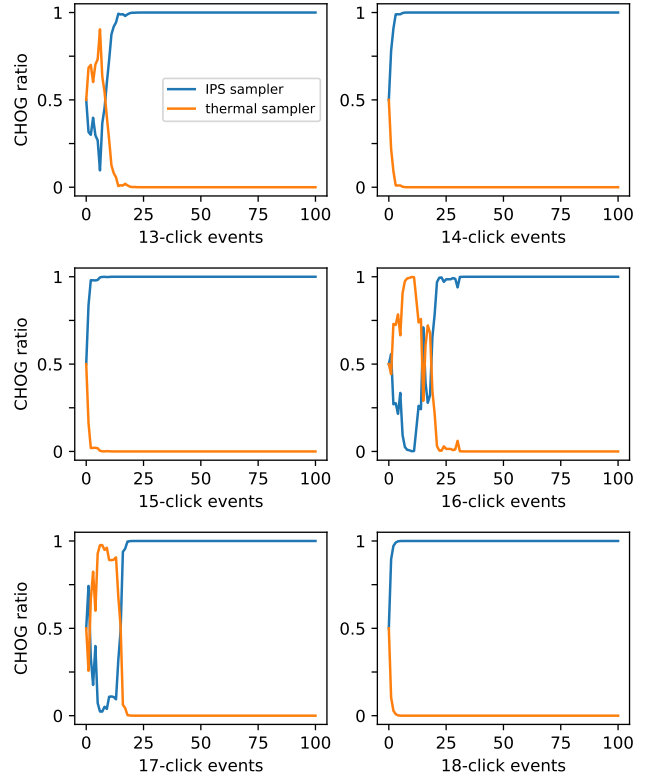 CHOG ratio
1
0.5
0
IPS sampler
thermal sampler
0 25 50 75 100
13-click events
1
0.5
0
0 25 50 75 100
14-click events
CHOG ratio
1
0.5
0
0 25 50 75 100
15-click events
1
0.5
0
0 25 50 75 100
16-click events
CHOG ratio
1
0.5
0
0 25 50 75 100
17-click events
1
0.5
0
0 25 50 75 100
18-click events